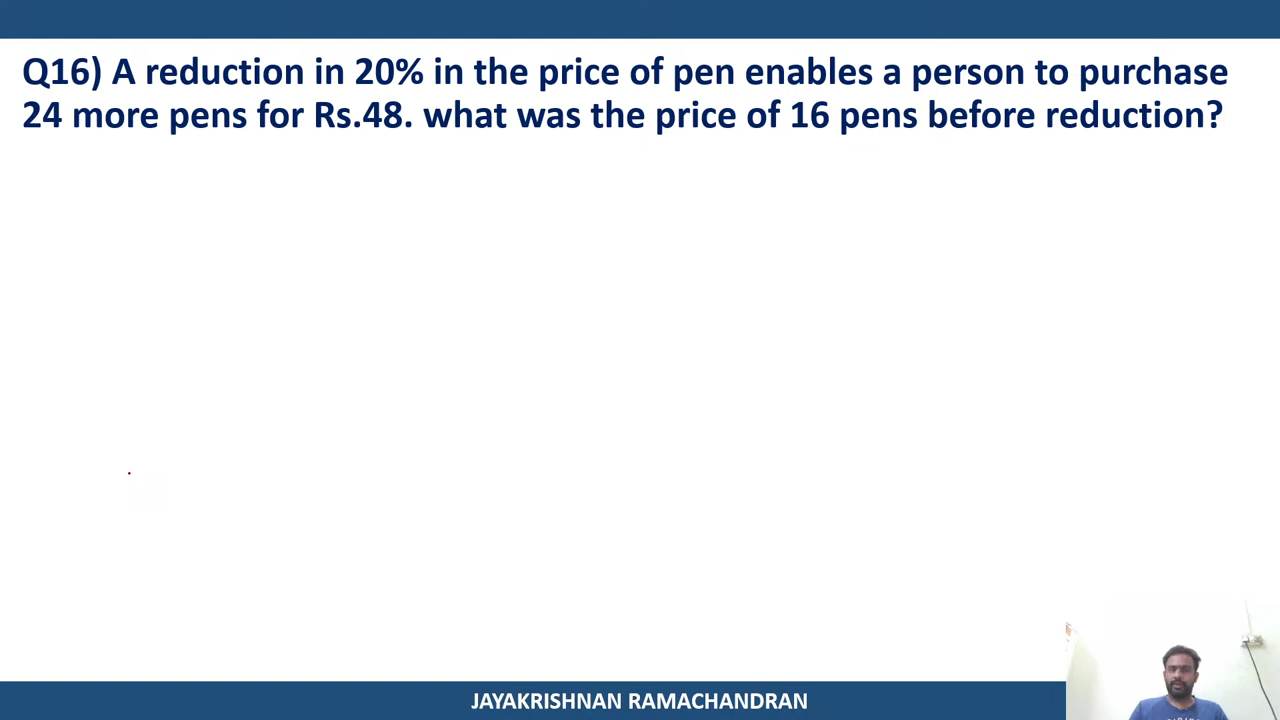 Q16) A reduction in 20% in the price of pen enables a person to purchase
24 more pens for Rs.48. what was the price of 16 pens before reduction?
JAYAKRISHNAN RAMACHANDRAN